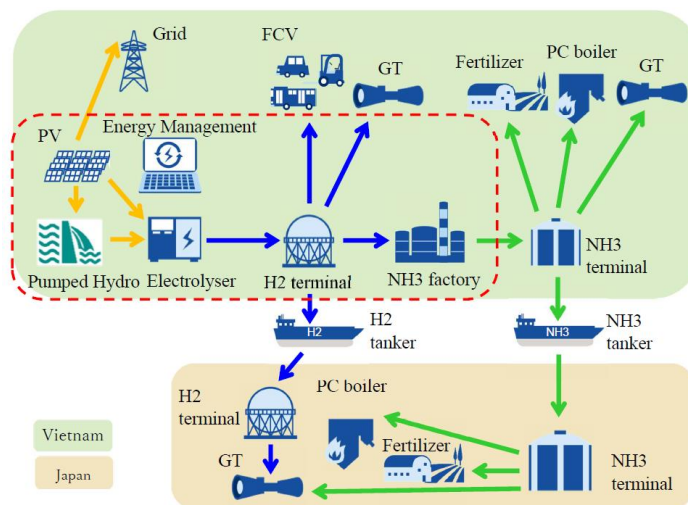 Grid
FCV
GT
Fertilizer
PC boiler
GT
PV
Energy Management
Pumped Hydro
Electrolyser
H2 terminal
NH3 factory
NH3
terminal
H2
H2
tanker
NH3
NH3
tanker
H2
terminal
PC boiler
Fertilizer
GT
NH3
terminal
Vietnam
Japan